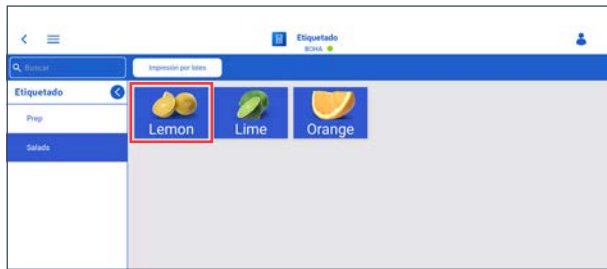 Etiquetado
BOHA
Buscar
Impresión por lotes
Etiquetado
Prep
Salads
Lemon
Lime
Orange